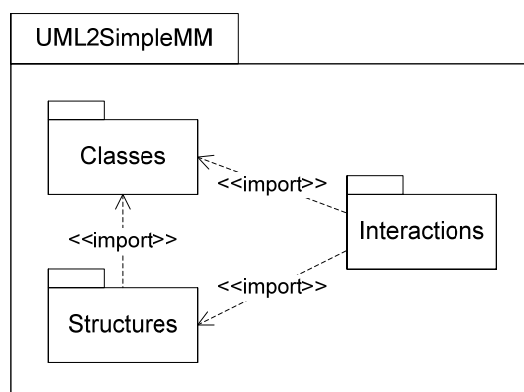 UML2SimpleMM
Classes
<<import>>
<<import>>
Interactions
<<import>>
Structures